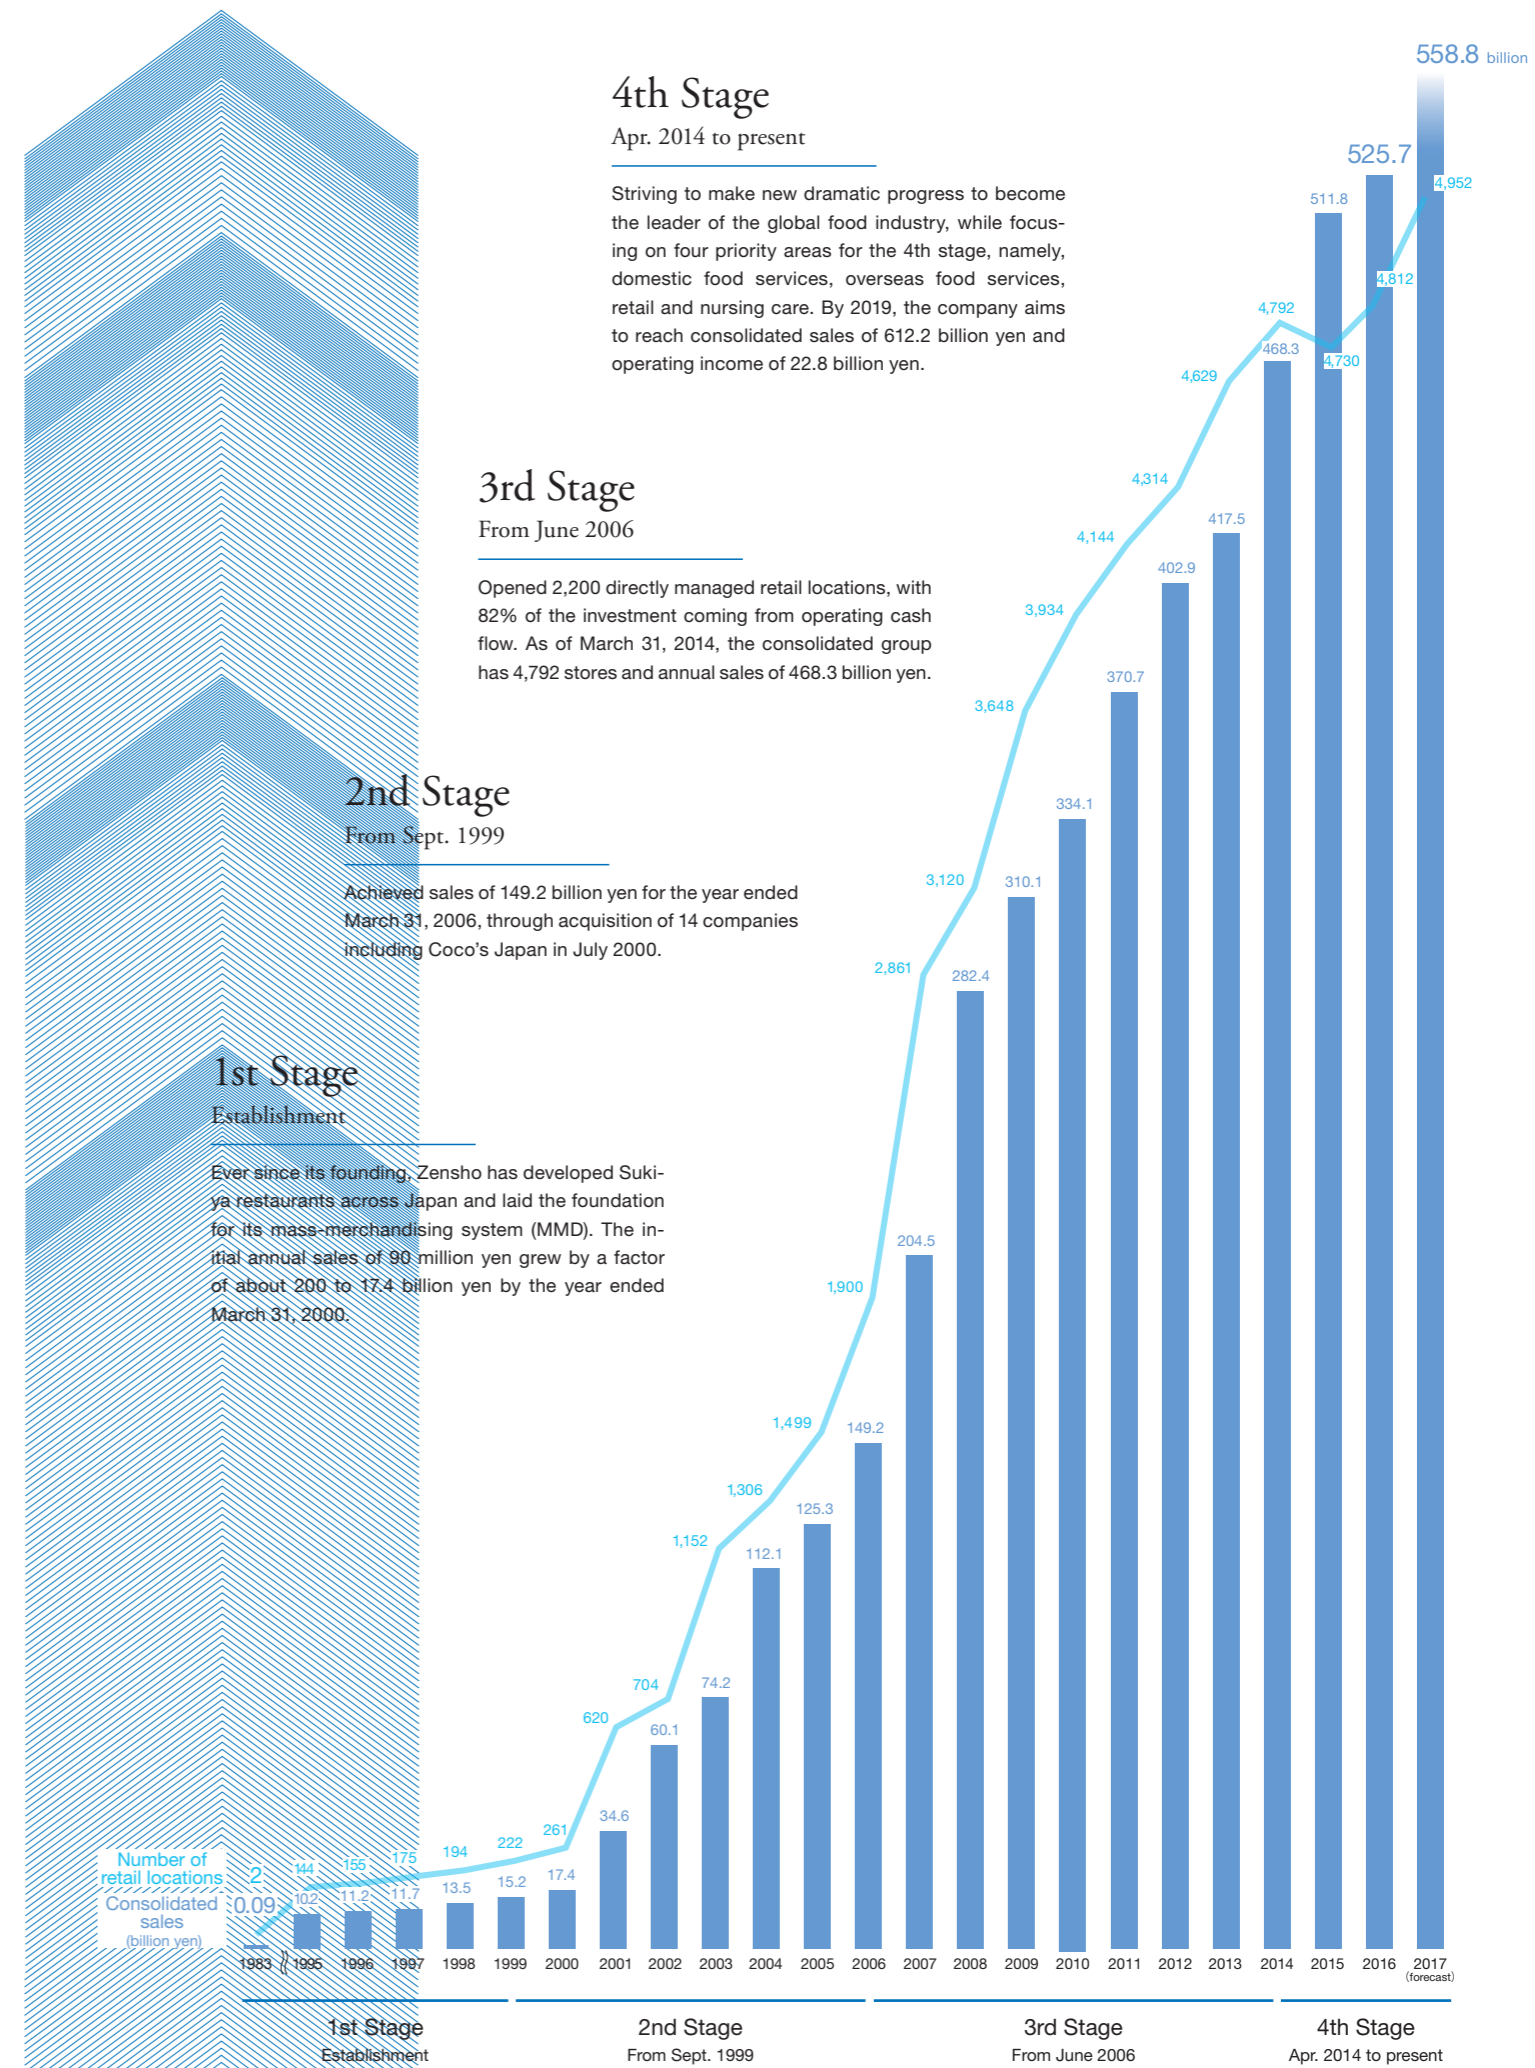 558.8 billion
4th Stage
Apr. 2014 to present
Striving to make new dramatic progress to become
the leader of the global food industry, while focus-
ing on four priority areas for the 4th stage, namely,
domestic food services, overseas food services,
retail and nursing care. By 2019, the company aims
to reach consolidated sales of 612.2 billion yen and
operating income of 22.8 billion yen.
525.7
4,952
511.8
4,812
4,792
468.3
4,730
4,629
3rd Stage
From June 2006
Opened 2,200 directly managed retail locations, with
82% of the investment coming from operating cash
flow. As of March 31, 2014, the consolidated group
has 4,792 stores and annual sales of 468.3 billion yen.
4,314
417.5
4,144
402.9
3,934
370.7
3,648
334.1
2nd Stage
From Sept. 1999
Achieved sales of 149.2 billion yen for the year ended
March 31, 2006, through acquisition of 14 companies
including Coco's Japan in July 2000.
3,120
310.1
2,861
282.4
1st Stage
Establishment
Ever since its founding, Zensho has developed Suki-
ya restaurants across Japan and laid the foundation
for its mass-merchandising system (MMD). The in-
itial annual sales of 90 million yen grew by a factor
of about 200 to 17.4 billion yen by the year ended
March 31, 2000.
204.5
1,900
1,499
149.2
1,306
125.3
1,152
112.1
704
74.2
620
60.1
34.6
Number of
retail locations
2 144 155 175 194 222 261
Consolidated
sales
(billion yen)
0.09 10.2 11.2 11.7 13.5 15.2 17.4
1983 1995 1996 1997 1998 1999 2000 2001 2002 2003 2004 2005 2006 2007 2008 2009 2010 2011 2012 2013 2014 2015 2016 2017
(forecast)
1st Stage 2nd Stage 3rd Stage 4th Stage
Establishment From Sept. 1999 From June 2006 Apr. 2014 to present